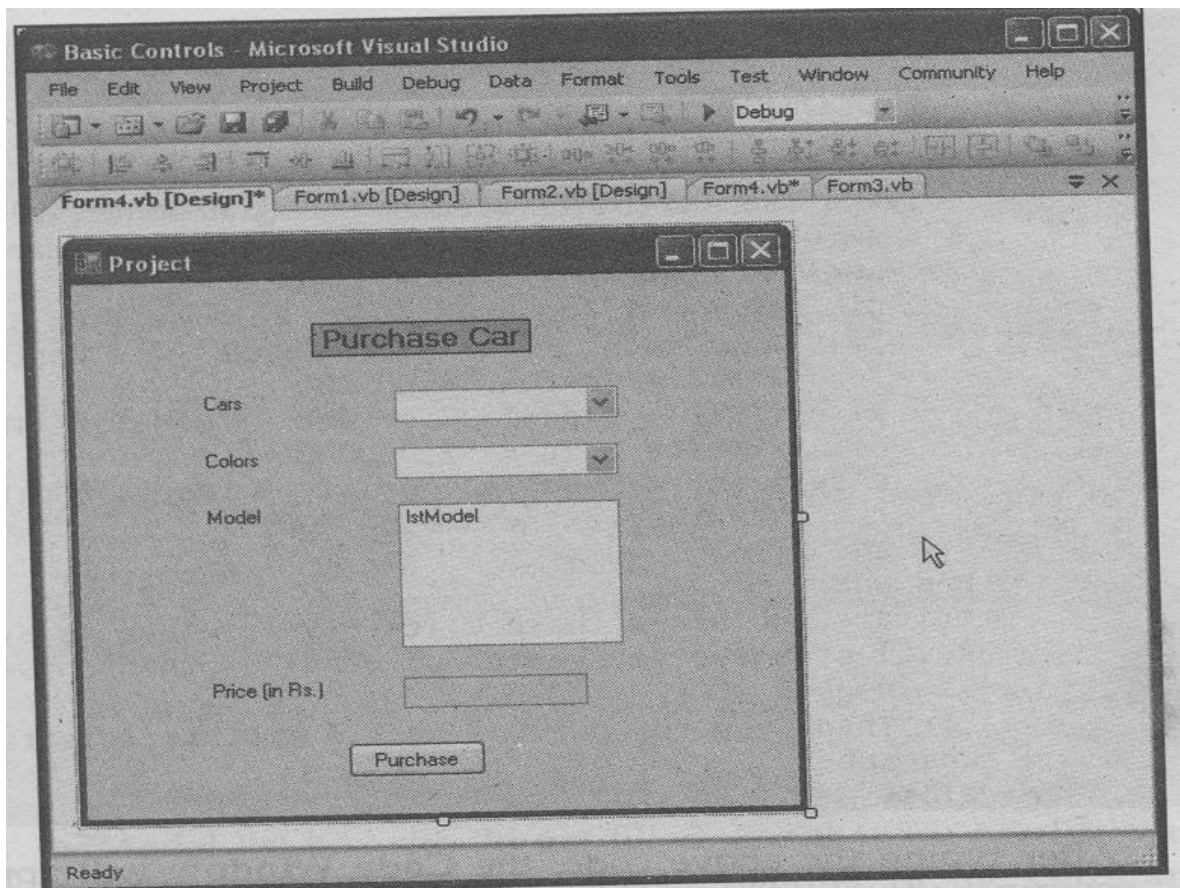 Basic Controls - Microsoft Visual Studio
File Edit View Project Build Debug Data Format Tools Test Window Community Help
Debug
Form4.vb [Design]* Form1.vb [Design] Form2.vb [Design] Form4.vb* Form3.vb
Project
Purchase Car
Cars
Colors
Model lstModel
Price (in Rs.)
Purchase
Ready